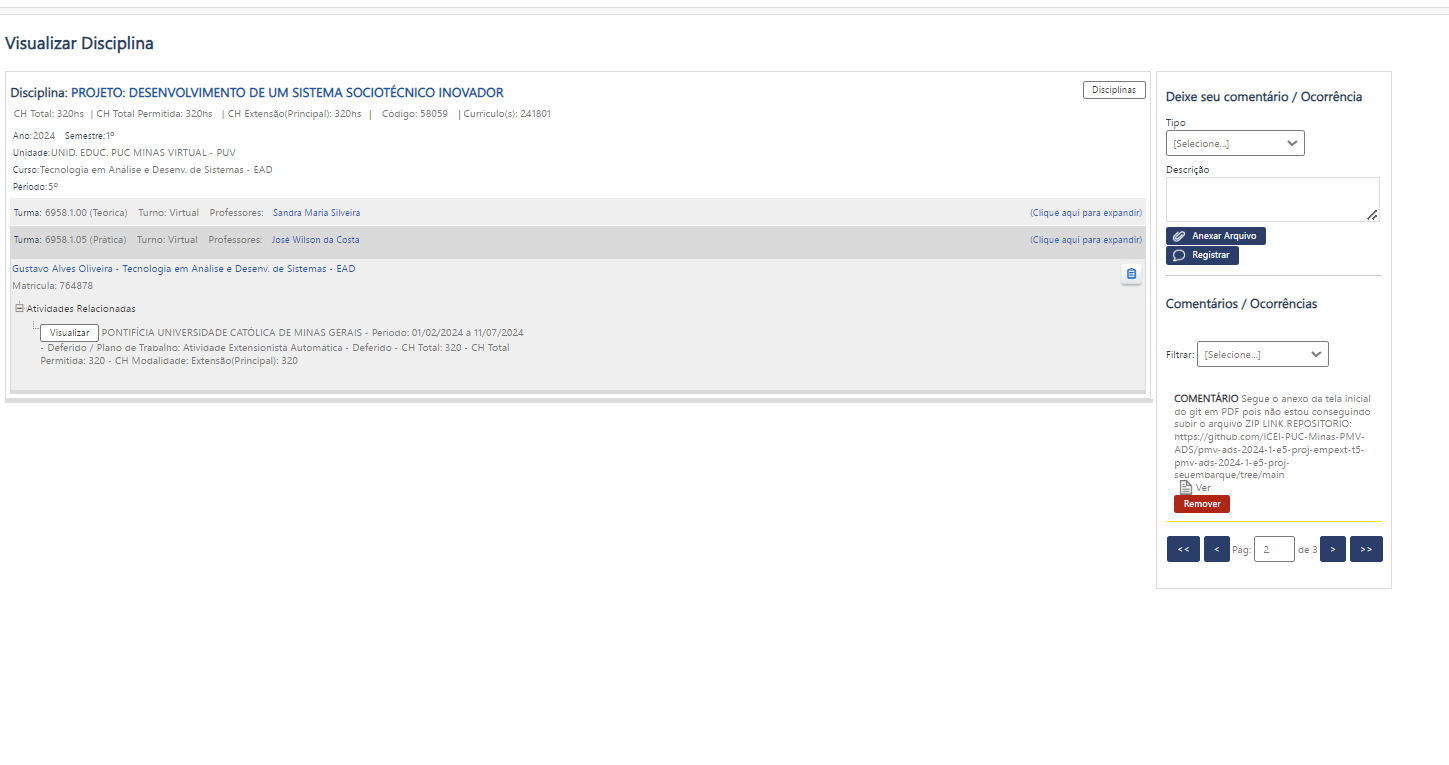 Visualizar Disciplina
Disciplina: PROJETO: DESENVOLVIMENTO DE UM SISTEMA SOCIOTÉCNICO INOVADOR
Disciplinas
CH Total: 320hs | CH Total Permitida: 320hs | CH Extensão(Principal): 320hs | Código: 58059 | Curriculo(s): 241801
Ano:2024 Semestre:1º
Unidade:UNID. EDUC. PUC MINAS VIRTUAL - PUV
Curso:Tecnologia em Análise e Desenv. de Sistemas - EAD
Período:5º
Turma: 6958.1.00 (Teórica) Turno: Virtual Professores: Sandra Maria Silveira (Clique aqui para expandir)
Turma: 6958.1.05 (Prática) Turno: Virtual Professores: José Wilson da Costa (Clique aqui para expandir)
Gustavo Alves Oliveira - Tecnologia em Análise e Desenv. de Sistemas - EAD
Matrícula: 764878
Atividades Relacionadas
Visualizar PONTIFÍCIA UNIVERSIDADE CATÓLICA DE MINAS GERAIS - Período: 01/02/2024 a 11/07/2024
- Deferido / Plano de Trabalho: Atividade Extensionista Automática - Deferido - CH Total: 320 - CH Total
Permitida: 320 - CH Modalidade: Extensão(Principal): 320
Deixe seu comentário / Ocorrência
Tipo
[Selecione...]
Descrição
Anexar Arquivo
Registrar
Comentários / Ocorrências
Filtrar: [Selecione...]
COMENTÁRIO Segue o anexo da tela inicial
do git em PDF pois não estou conseguindo
subir o arquivo ZIP LINK REPOSITORIO:
https://github.com/ICEI-PUC-Minas-PMV-
ADS/pmv-ads-2024-1-e5-proj-empext-t5-
pmv-ads-2024-1-e5-proj-
seuembarque/tree/main
Ver
Remover
<< < Pág: 2 de 3 > >>